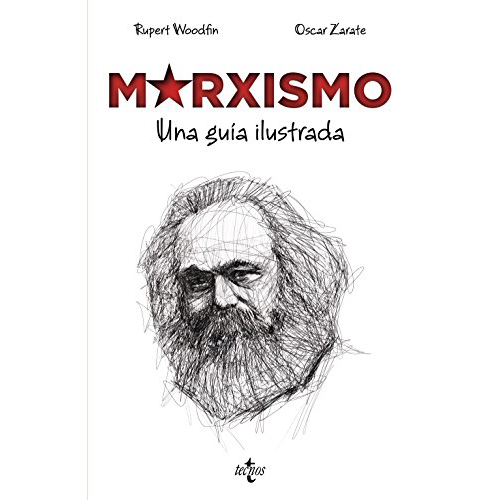 Rupert Woodfin Oscar Zarate
M★RXISMO
Una guía ilustrada
tecnos